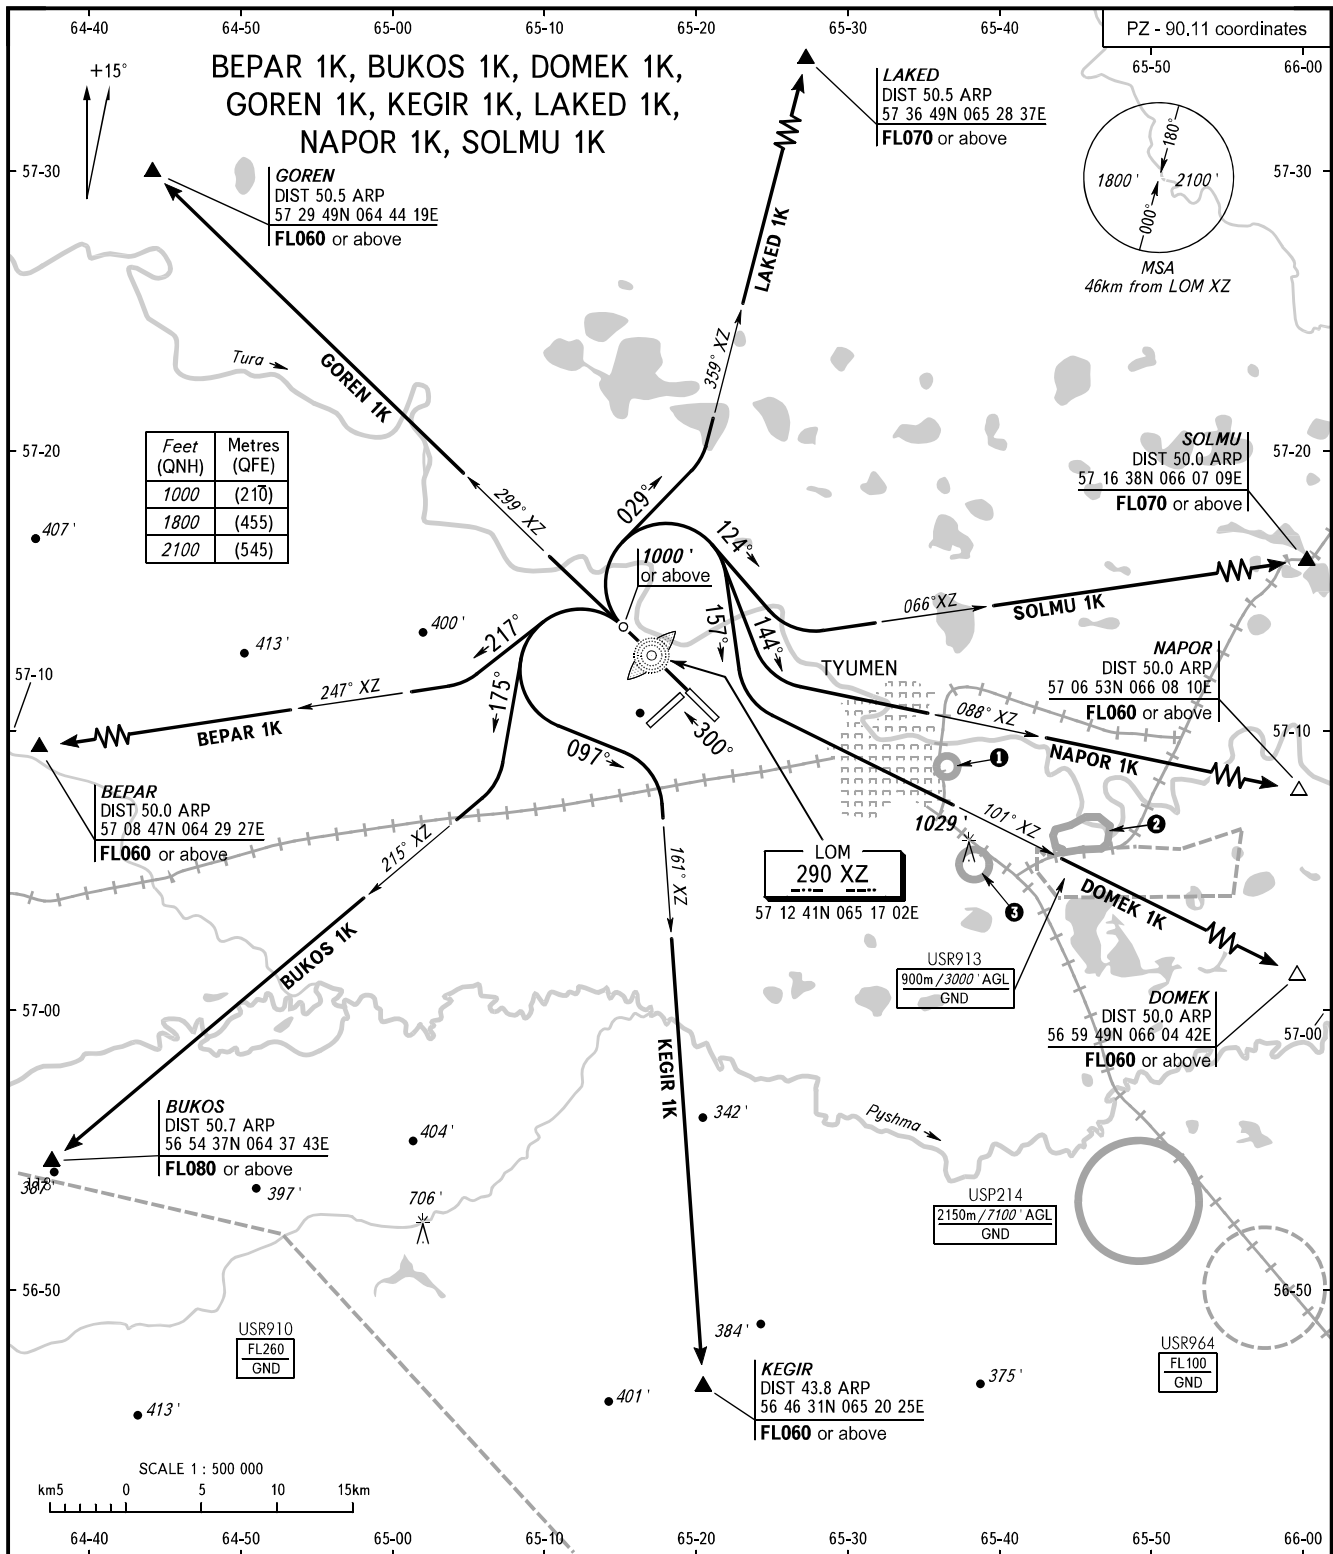 64-40
64-50
65-00
65-10
65-20
65-30
65-40
PZ - 90.11 coordinates
65-50
66-00
+15°
BEPAR 1K, BUKOS 1K, DOMEK 1K,
GOREN 1K, KEGIR 1K, LAKED 1K,
NAPOR 1K, SOLMU 1K
LAKED
DIST 50.5 ARP
57 36 49N 065 28 37E
FL070 or above
180°
1800'
2100'
000°
MSA
46km from LOM XZ
57-30
57-30
GOREN
DIST 50.5 ARP
57 29 49N 064 44 19E
FL060 or above
LAKED 1K
359° XZ
Tura
GOREN 1K
57-20
57-20
Feet
(QNH)
Metres
(QFE)
1000
(210)
1800
(455)
2100
(545)
SOLMU
DIST 50.0 ARP
57 16 38N 066 07 09E
FL070 or above
299° XZ
029°
124°
407'
1000'
or above
066° XZ
SOLMU 1K
157°
144°
217°
400'
413'
175°
57-10
247° XZ
BEPAR 1K
TYUMEN
NAPOR
DIST 50.0 ARP
57 06 53N 066 08 10E
FL060 or above
088° XZ
NAPOR 1K
57-10
300°
097°
1
BEPAR
DIST 50.0 ARP
57 08 47N 064 29 27E
FL060 or above
215° XZ
161° XZ
1029'
101° XZ
2
LOM
290 XZ
57 12 41N 065 17 02E
3
DOMEK 1K
BUKOS 1K
USR913
900m/3000' AGL
GND
57-00
DOMEK
DIST 50.0 ARP
56 59 49N 066 04 42E
FL060 or above
57-00
KEGIR 1K
BUKOS
DIST 50.7 ARP
56 54 37N 064 37 43E
FL080 or above
404'
342'
Pyshma
397'
706'
USP214
2150m/7100' AGL
GND
56-50
56-50
USR910
FL260
GND
384'
USR964
FL100
GND
KEGIR
DIST 43.8 ARP
56 46 31N 065 20 25E
FL060 or above
375'
401'
413'
SCALE 1 : 500 000
km5
0
5
10
15km
64-40
64-50
65-00
65-10
65-20
65-30
65-40
65-50
66-00